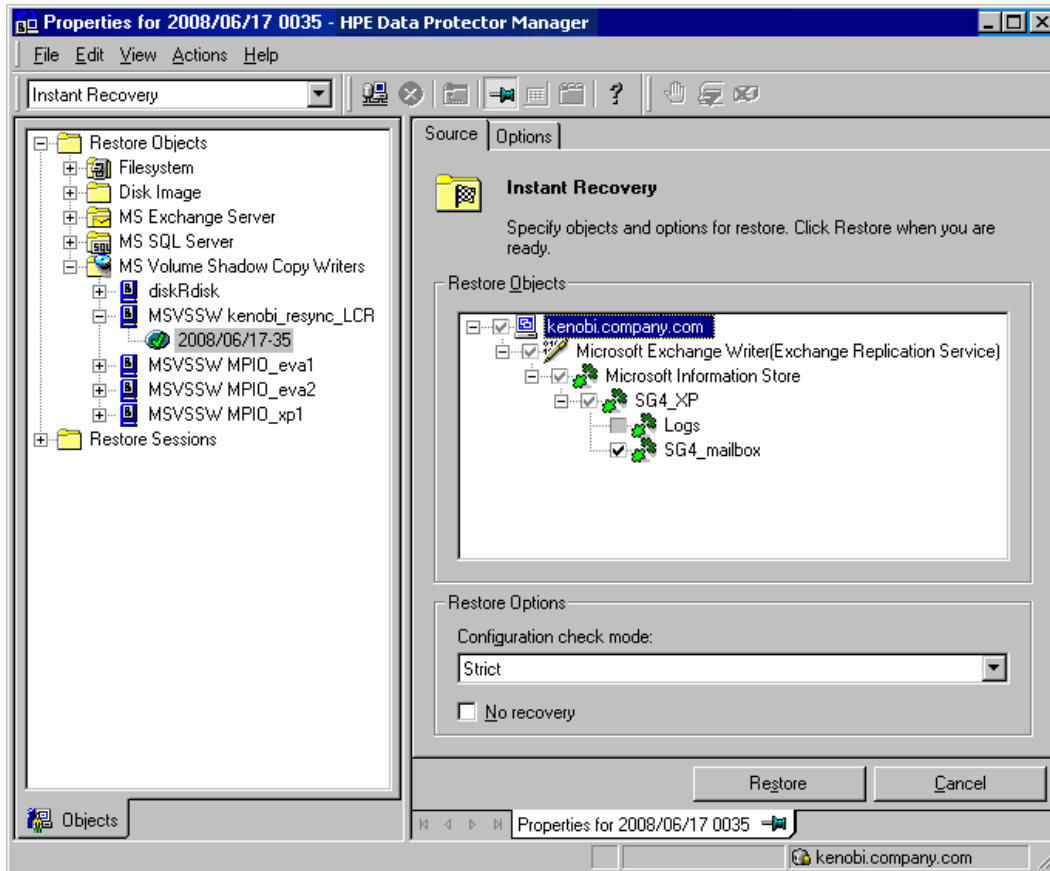 Properties for 2008/06/17 0035 - HPE Data Protector Manager
File Edit View Actions Help
Instant Recovery
Restore Objects
Filesystem
Disk Image
MS Exchange Server
MS SQL Server
MS Volume Shadow Copy Writers
diskRdisk
MSVSSW kenobi_resync_LCR
2008/06/17-35
MSVSSW MPIO_eva1
MSVSSW MPIO_eva2
MSVSSW MPIO_xp1
Restore Sessions
Objects
Source Options
Instant Recovery
Specify objects and options for restore. Click Restore when you are
ready.
Restore Objects
kenobi.company.com
Microsoft Exchange Writer(Exchange Replication Service)
Microsoft Information Store
SG4_XP
Logs
SG4_mailbox
Restore Options
Configuration check mode:
Strict
No recovery
Restore Cancel
Properties for 2008/06/17 0035
kenobi.company.com